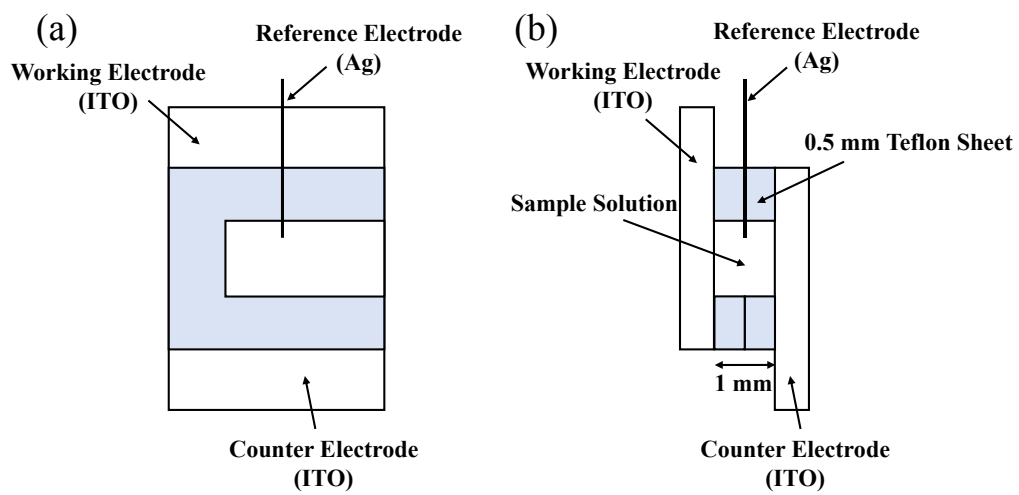 (a)
Reference Electrode
(Ag)
Working Electrode
(ITO)
Counter Electrode
(ITO)
(b)
Reference Electrode
(Ag)
Working Electrode
(ITO)
0.5 mm Teflon Sheet
Sample Solution
1 mm
Counter Electrode
(ITO)